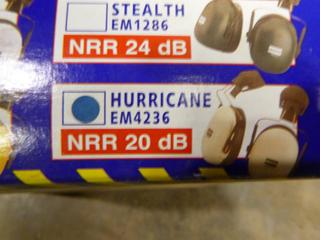 STEALTH
EM1286
NRR 24 dB
HURRICANE
EM4236
NRR 20 dB